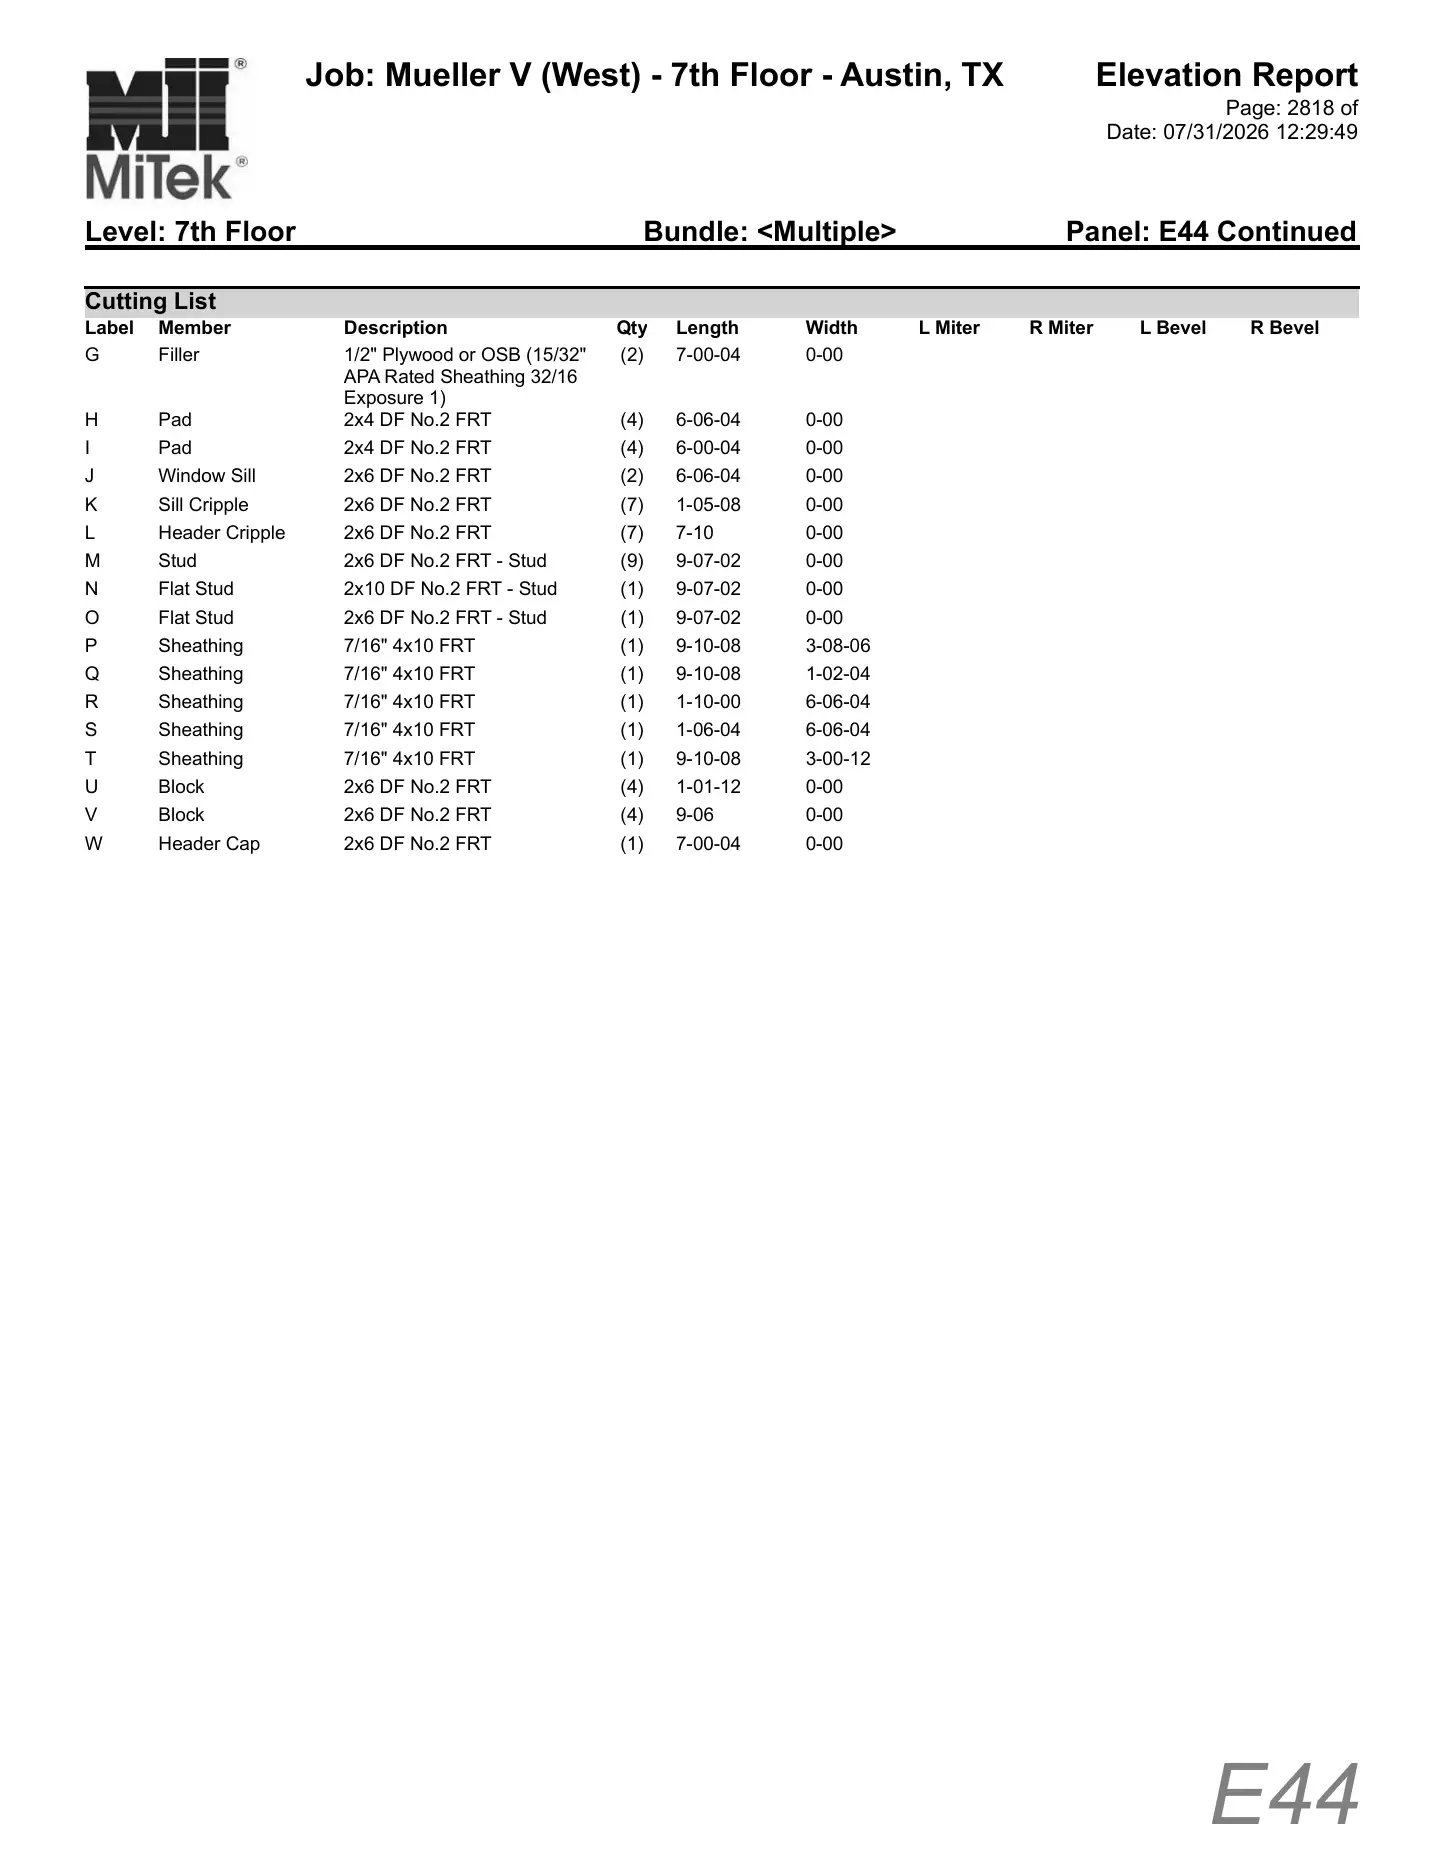 MiTek®
®
Job: Mueller V (West) - 7th Floor - Austin, TX
Elevation Report
Page: 2818 of
Date: 07/31/2026 12:29:49
Level: 7th Floor Bundle: <Multiple> Panel: E44 Continued
Cutting List
Label Member Description Qty Length Width L Miter R Miter L Bevel R Bevel
G Filler 1/2" Plywood or OSB (15/32" (2) 7-00-04 0-00
APA Rated Sheathing 32/16
Exposure 1)
H Pad 2x4 DF No.2 FRT (4) 6-06-04 0-00
I Pad 2x4 DF No.2 FRT (4) 6-00-04 0-00
J Window Sill 2x6 DF No.2 FRT (2) 6-06-04 0-00
K Sill Cripple 2x6 DF No.2 FRT (7) 1-05-08 0-00
L Header Cripple 2x6 DF No.2 FRT (7) 7-10 0-00
M Stud 2x6 DF No.2 FRT - Stud (9) 9-07-02 0-00
N Flat Stud 2x10 DF No.2 FRT - Stud (1) 9-07-02 0-00
O Flat Stud 2x6 DF No.2 FRT - Stud (1) 9-07-02 0-00
P Sheathing 7/16" 4x10 FRT (1) 9-10-08 3-08-06
Q Sheathing 7/16" 4x10 FRT (1) 9-10-08 1-02-04
R Sheathing 7/16" 4x10 FRT (1) 1-10-00 6-06-04
S Sheathing 7/16" 4x10 FRT (1) 1-06-04 6-06-04
T Sheathing 7/16" 4x10 FRT (1) 9-10-08 3-00-12
U Block 2x6 DF No.2 FRT (4) 1-01-12 0-00
V Block 2x6 DF No.2 FRT (4) 9-06 0-00
W Header Cap 2x6 DF No.2 FRT (1) 7-00-04 0-00
E44